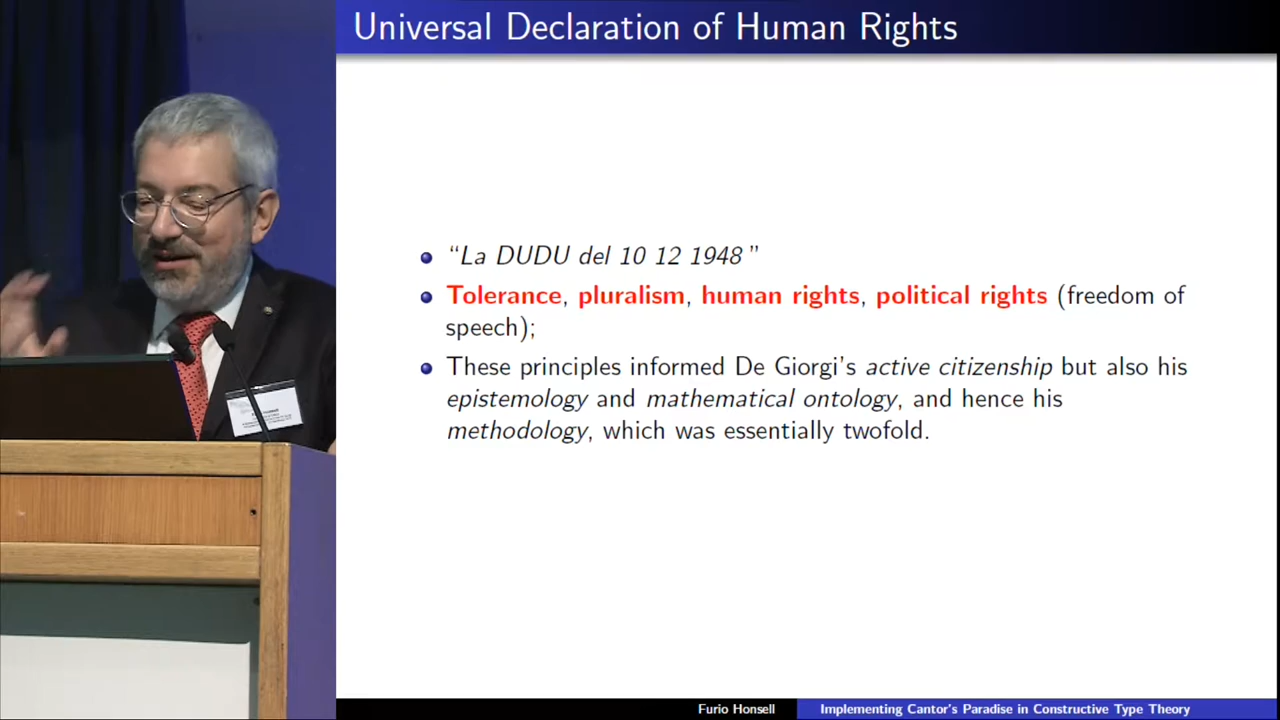 Universal Declaration of Human Rights
“La DUDU del 10 12 1948”
Tolerance, pluralism, human rights, political rights (freedom of
speech);
These principles informed De Giorgi's active citizenship but also his
epistemology and mathematical ontology, and hence his
methodology, which was essentially twofold.
Furio Honsell
Implementing Cantor's Paradise in Constructive Type Theory